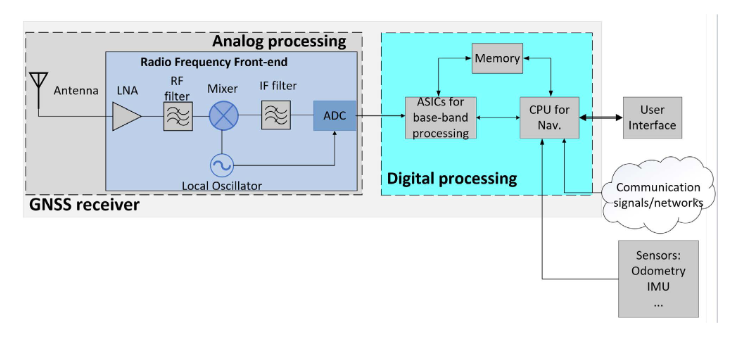 Analog processing
Radio Frequency Front-end
Antenna
LNA
RF
filter
Mixer
IF filter
ADC
Local Oscillator
GNSS receiver
Memory
ASICs for
base-band
processing
CPU for
Nav.
Digital processing
User
Interface
Communication
signals/networks
Sensors:
Odometry
IMU
...